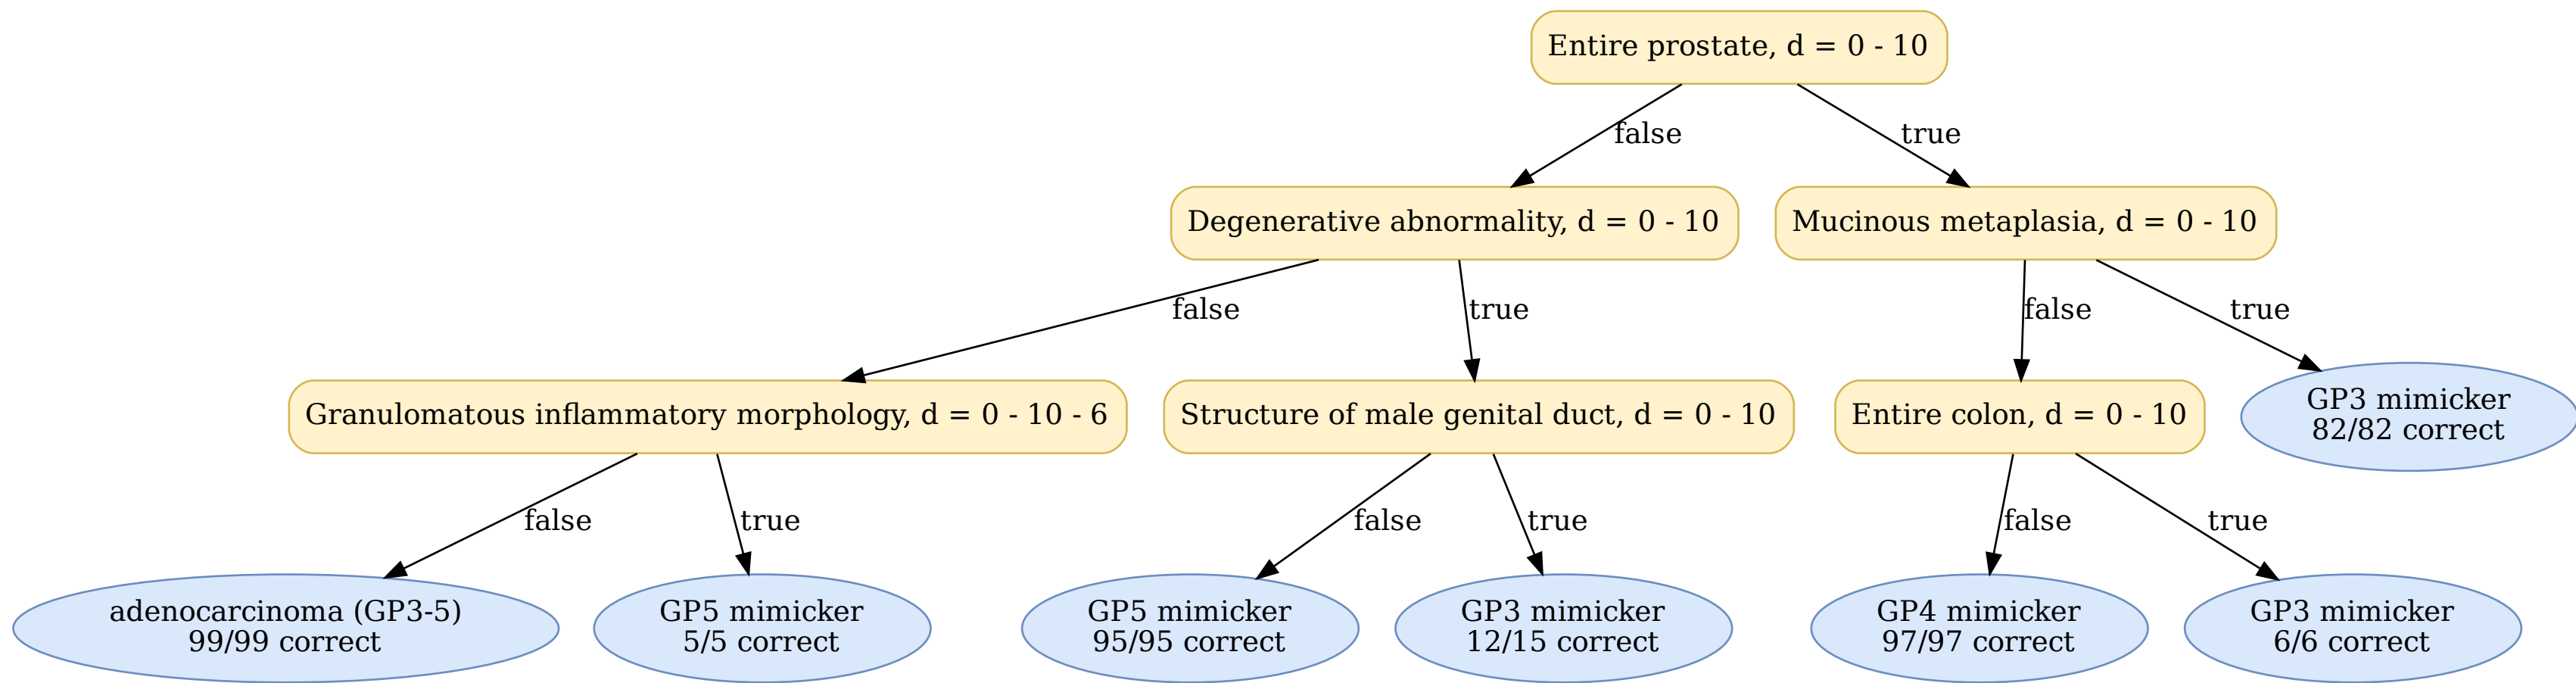 Entire prostate, d = 0 - 10
false
true
Degenerative abnormality, d = 0 - 10
Mucinous metaplasia, d = 0 - 10
false
true
false
true
Granulomatous inflammatory morphology, d = 0 - 10 - 6
Structure of male genital duct, d = 0 - 10
Entire colon, d = 0 - 10
GP3 mimicker
82/82 correct
false
true
false
true
false
true
adenocarcinoma (GP3-5)
99/99 correct
GP5 mimicker
5/5 correct
GP5 mimicker
95/95 correct
GP3 mimicker
12/15 correct
GP4 mimicker
97/97 correct
GP3 mimicker
6/6 correct